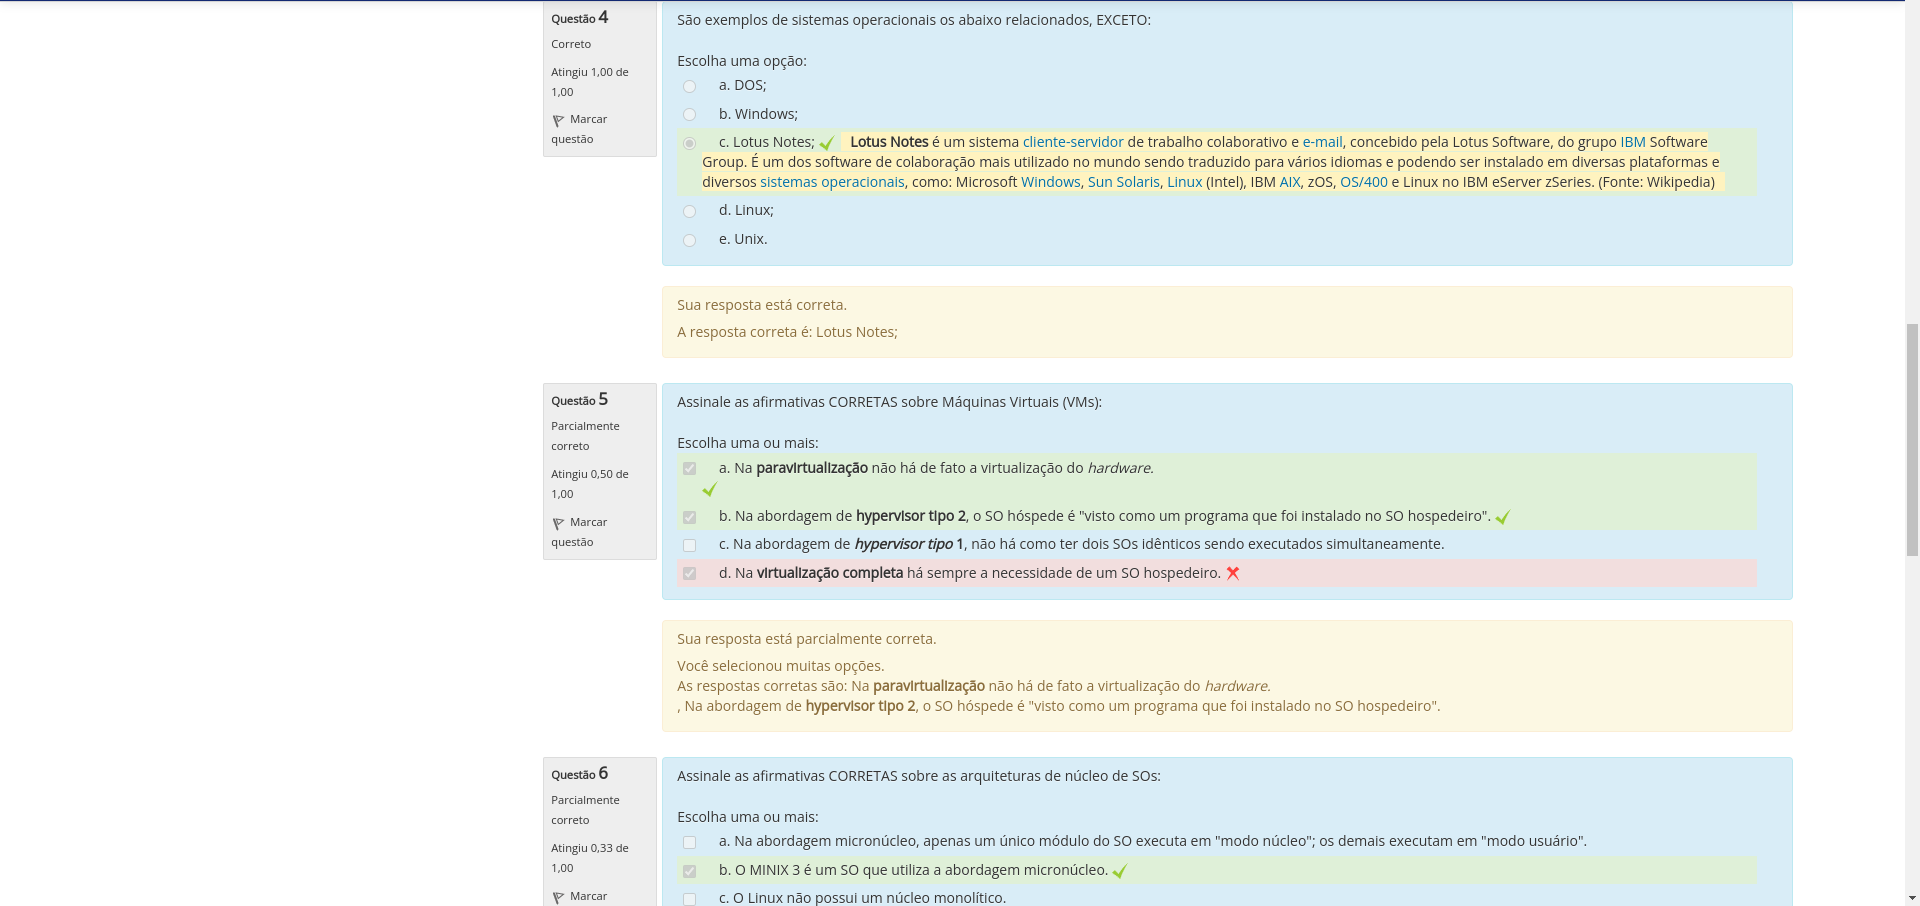 Questão 4
Correto
Atingiu 1,00 de
1,00
Marcar
questão
São exemplos de sistemas operacionais os abaixo relacionados, EXCETO:
Escolha uma opção:
a. DOS;
b. Windows;
c. Lotus Notes; Lotus Notes é um sistema cliente-servidor de trabalho colaborativo e e-mail, concebido pela Lotus Software, do grupo IBM Software
Group. É um dos software de colaboração mais utilizado no mundo sendo traduzido para vários idiomas e podendo ser instalado em diversas plataformas e
diversos sistemas operacionais, como: Microsoft Windows, Sun Solaris, Linux (Intel), IBM AIX, zOS, OS/400 e Linux no IBM eServer zSeries. (Fonte: Wikipedia)
d. Linux;
e. Unix.
Sua resposta está correta.
A resposta correta é: Lotus Notes;
Questão 5
Parcialmente
correto
Atingiu 0,50 de
1,00
Marcar
questão
Assinale as afirmativas CORRETAS sobre Máquinas Virtuais (VMs):
Escolha uma ou mais:
a. Na paravirtualização não há de fato a virtualização do hardware.
b. Na abordagem de hypervisor tipo 2, o SO hóspede é "visto como um programa que foi instalado no SO hospedeiro".
c. Na abordagem de hypervisor tipo 1, não há como ter dois SOs idênticos sendo executados simultaneamente.
d. Na virtualização completa há sempre a necessidade de um SO hospedeiro.
Sua resposta está parcialmente correta.
Você selecionou muitas opções.
As respostas corretas são: Na paravirtualização não há de fato a virtualização do hardware.
, Na abordagem de hypervisor tipo 2, o SO hóspede é "visto como um programa que foi instalado no SO hospedeiro".
Questão 6
Parcialmente
correto
Atingiu 0,33 de
1,00
Marcar
Assinale as afirmativas CORRETAS sobre as arquiteturas de núcleo de SOs:
Escolha uma ou mais:
a. Na abordagem micronúcleo, apenas um único módulo do SO executa em "modo núcleo"; os demais executam em "modo usuário".
b. O MINIX 3 é um SO que utiliza a abordagem micronúcleo.
c. O Linux não possui um núcleo monolítico.